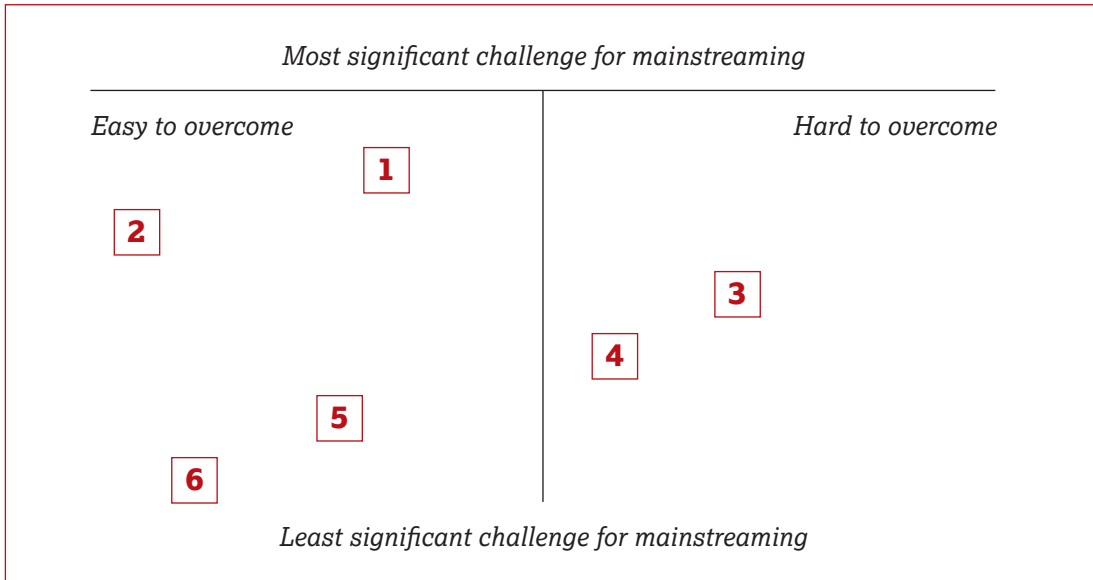 Most significant challenge for mainstreaming
Easy to overcome
Hard to overcome
1
2
3
4
5
6
Least significant challenge for mainstreaming